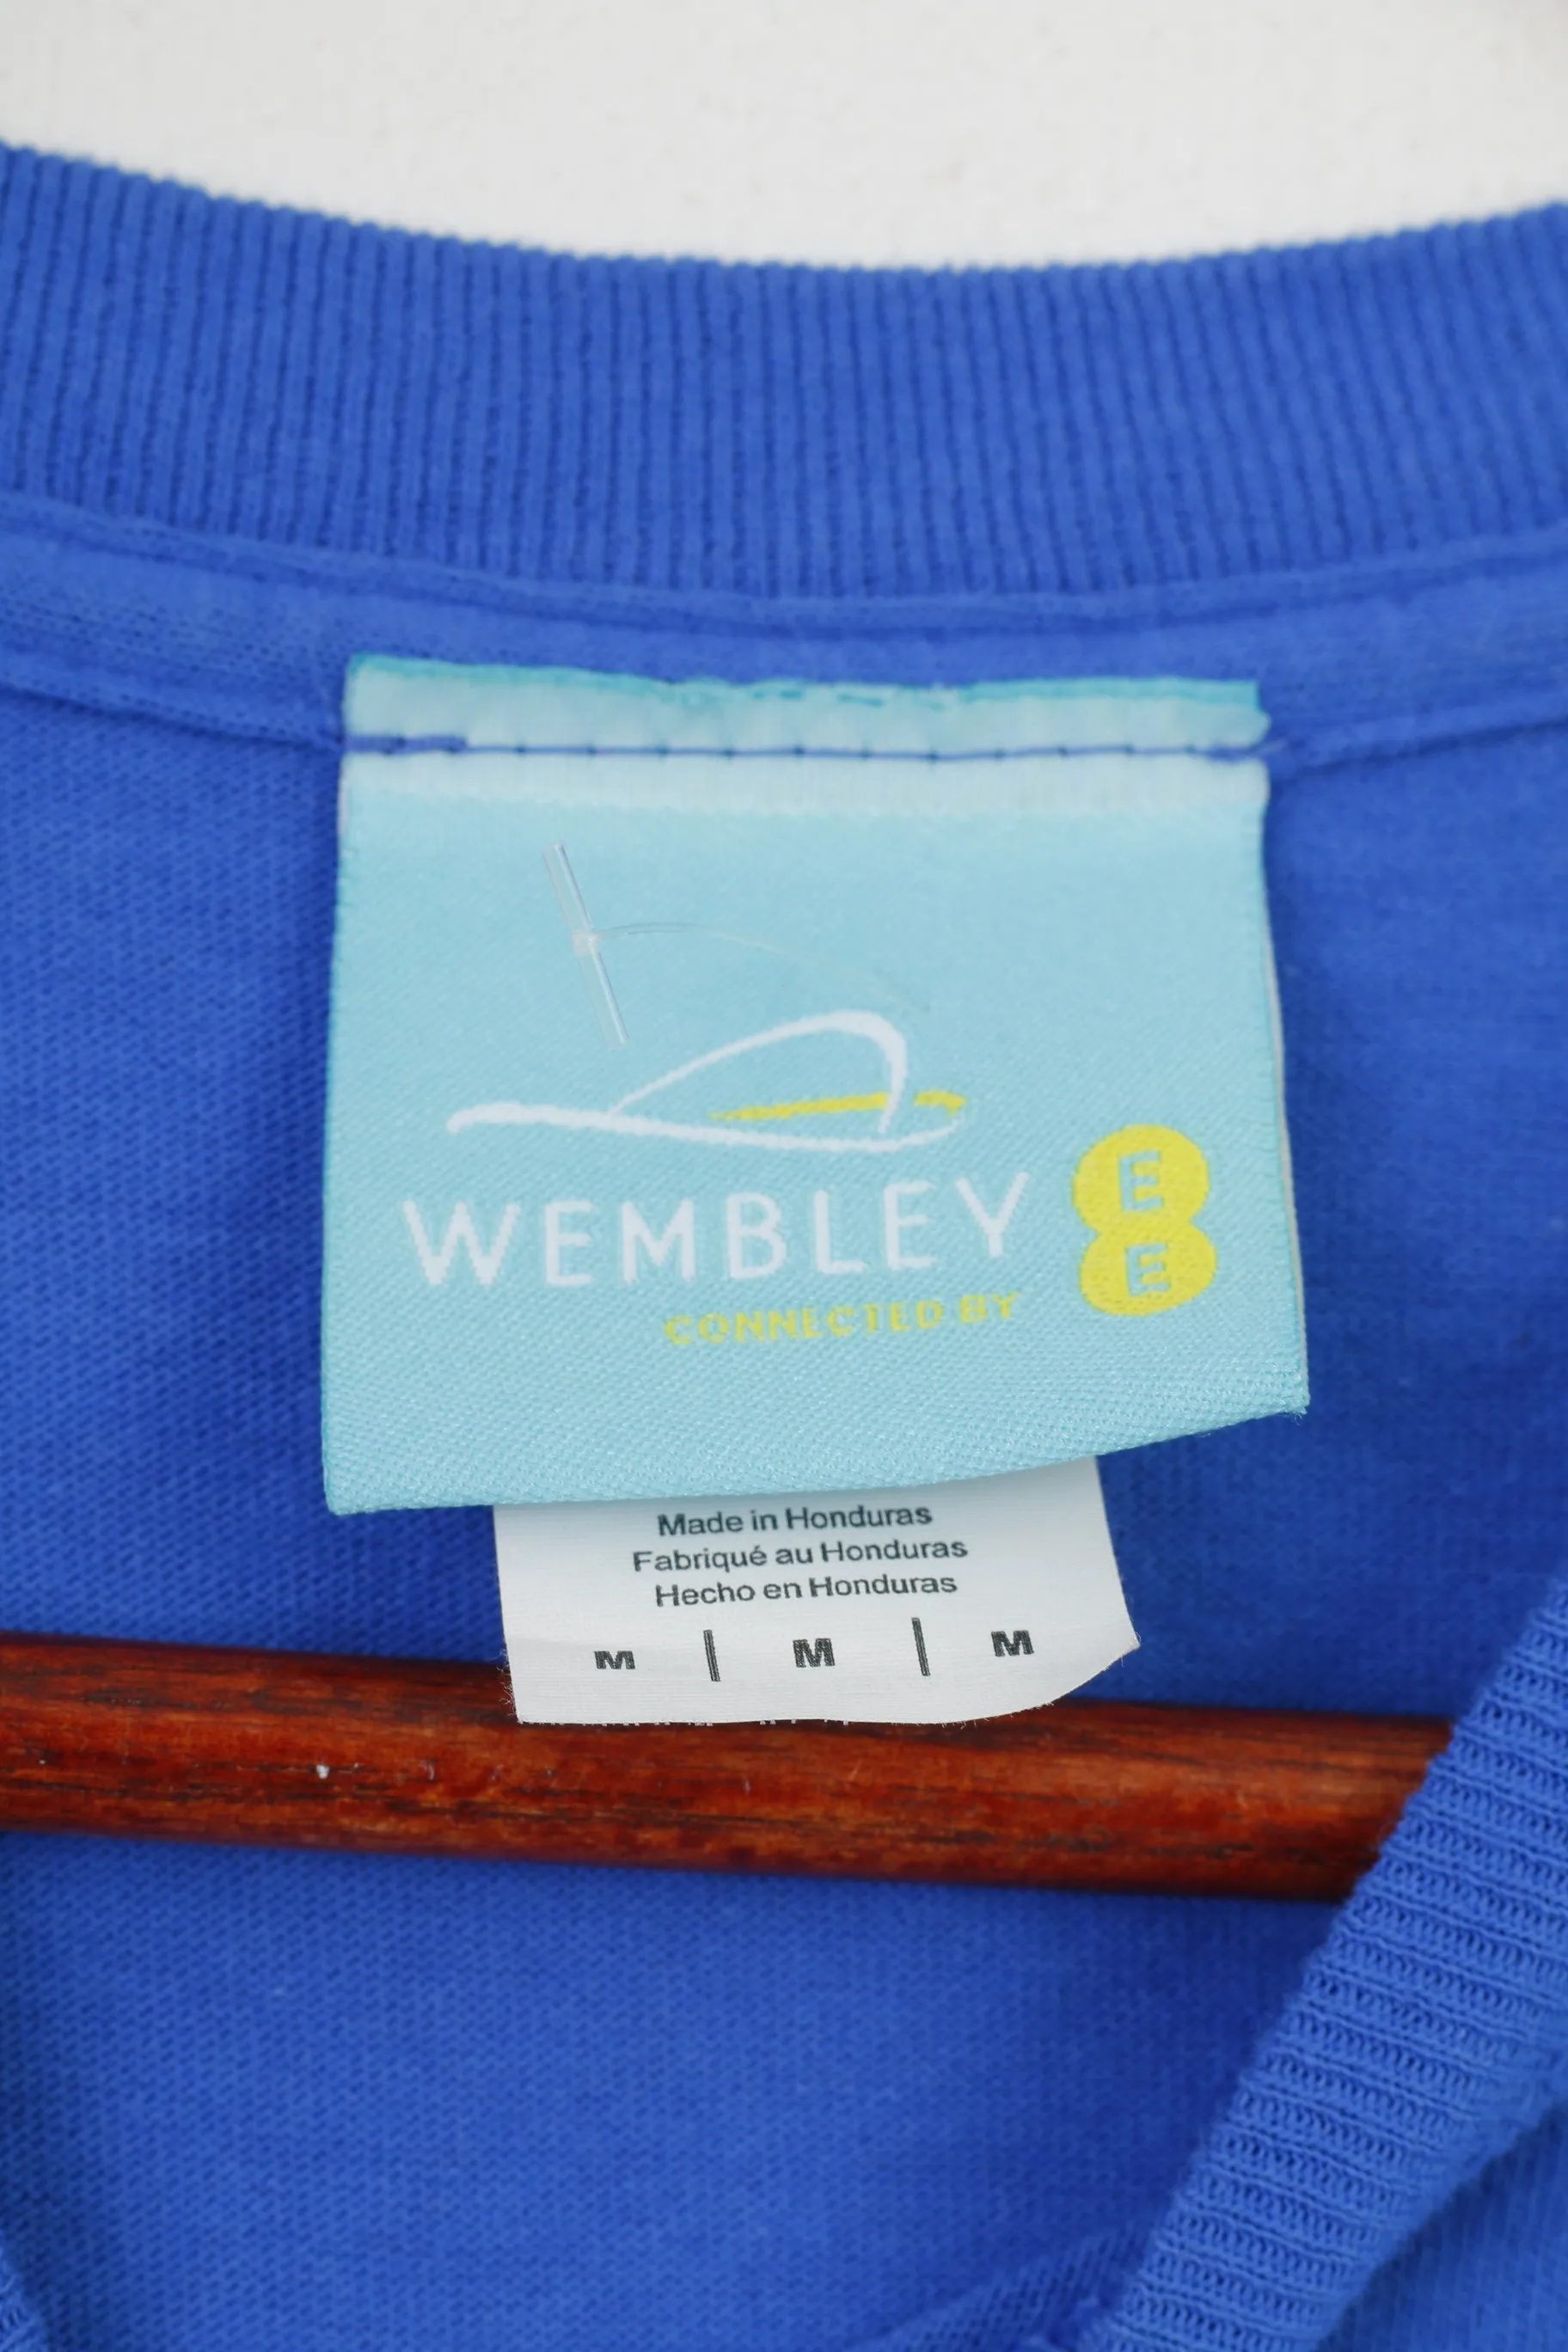 WEMBLEY
CONNECTED BY
E
E
Made in Honduras
Fabriqué au Honduras
Hecho en Honduras
M | M | M